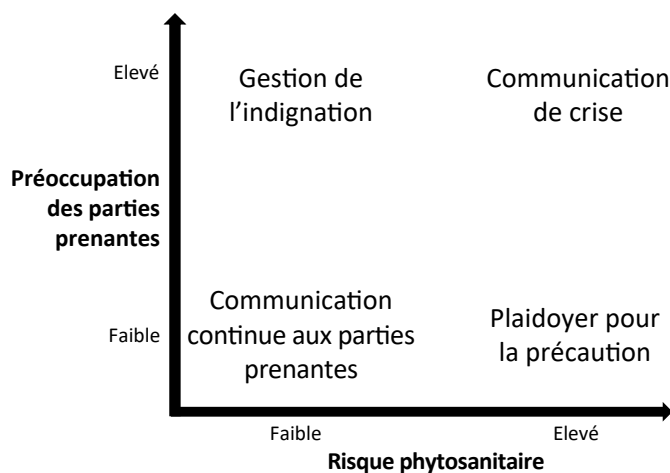 Elevé
Gestion de
l’indignation
Communication
de crise
Préoccupation
des parties
prenantes
Faible
Communication
continue aux parties
prenantes
Plaidoyer pour
la précaution
Faible
Elevé
Risque phytosanitaire